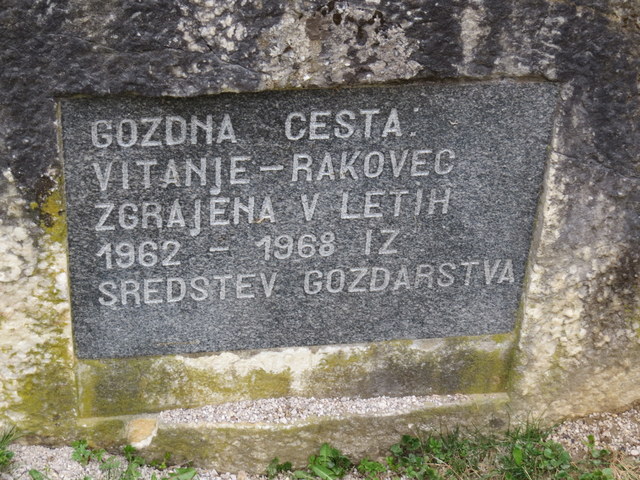 GOZDNA CESTA:
VITANJE – RAKOVEC
ZGRAJENA V LETIH
1962 – 1968 IZ
SREDSTEV GOZDARSTVA